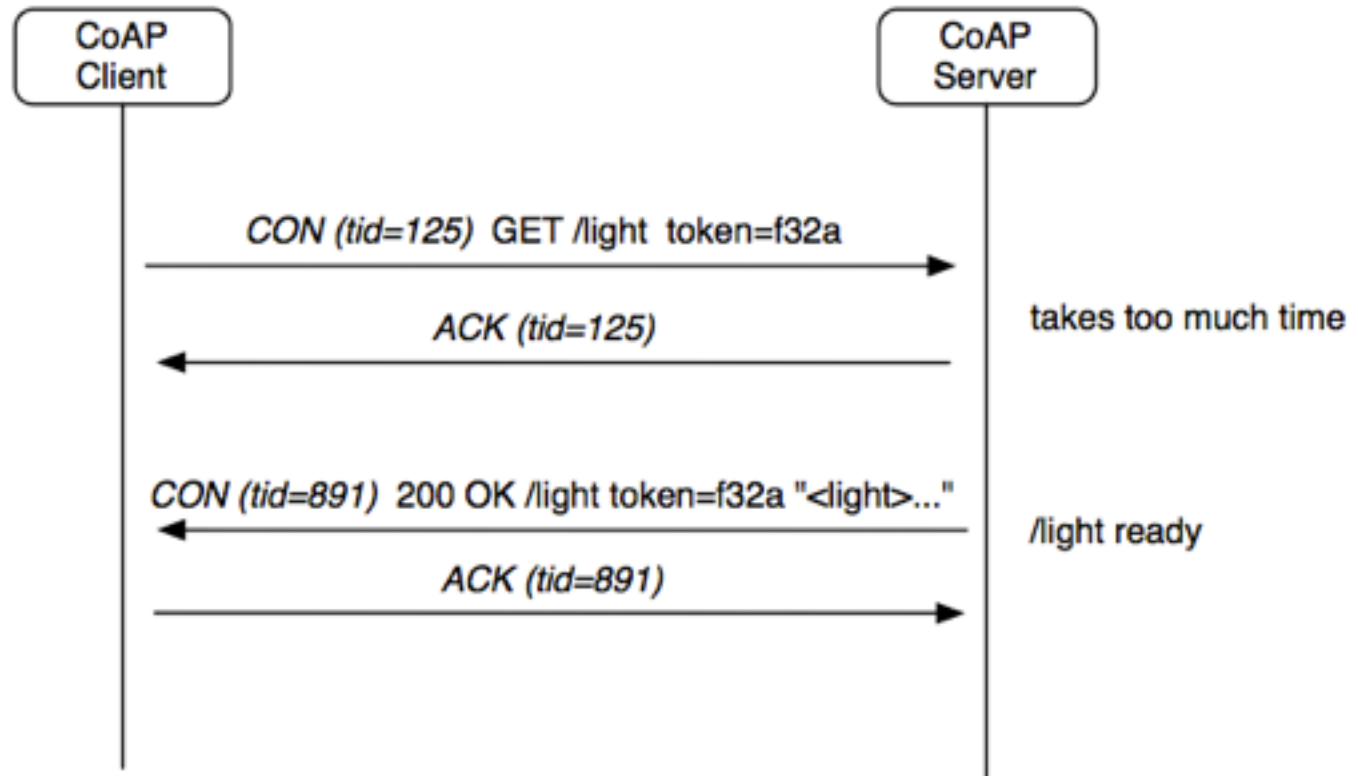 CoAP
Client
CoAP
Server
CON (tid=125) GET /light token=f32a
ACK (tid=125)
takes too much time
CON (tid=891) 200 OK /light token=f32a "<light>..."
/light ready
ACK (tid=891)